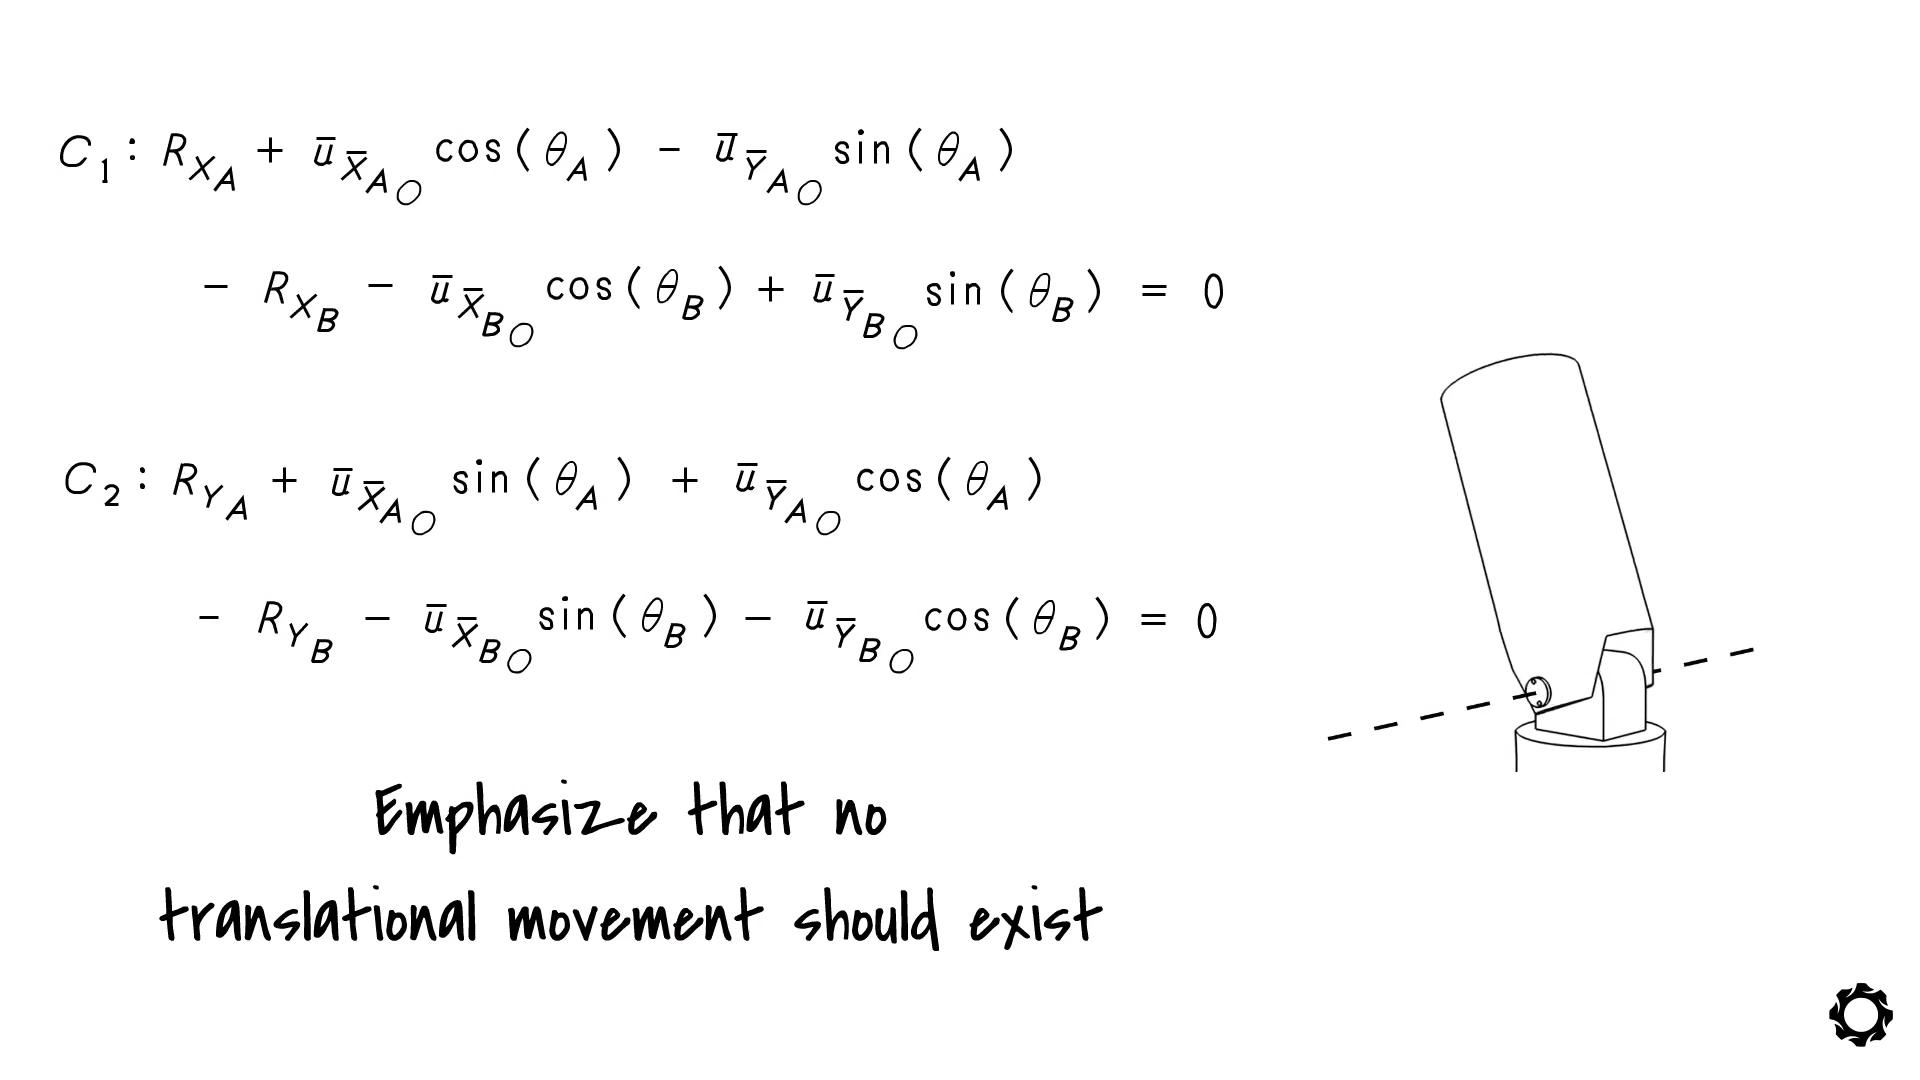 C₁: R_{X_A} + ū_{X̄_{A_O}} cos(θ_A) − ū_{Ȳ_{A_O}} sin(θ_A)
− R_{X_B} − ū_{X̄_{B_O}} cos(θ_B) + ū_{Ȳ_{B_O}} sin(θ_B) = 0
C₂: R_{Y_A} + ū_{X̄_{A_O}} sin(θ_A) + ū_{Ȳ_{A_O}} cos(θ_A)
− R_{Y_B} − ū_{X̄_{B_O}} sin(θ_B) − ū_{Ȳ_{B_O}} cos(θ_B) = 0
Emphasize that no
translational movement should exist